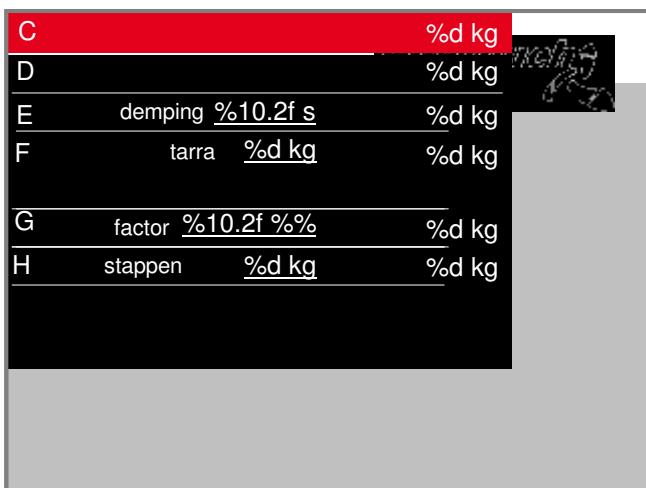 C %d kg
D %d kg
E demping %10.2f s %d kg
F tarra %d kg %d kg
G factor %10.2f %% %d kg
H stappen %d kg %d kg